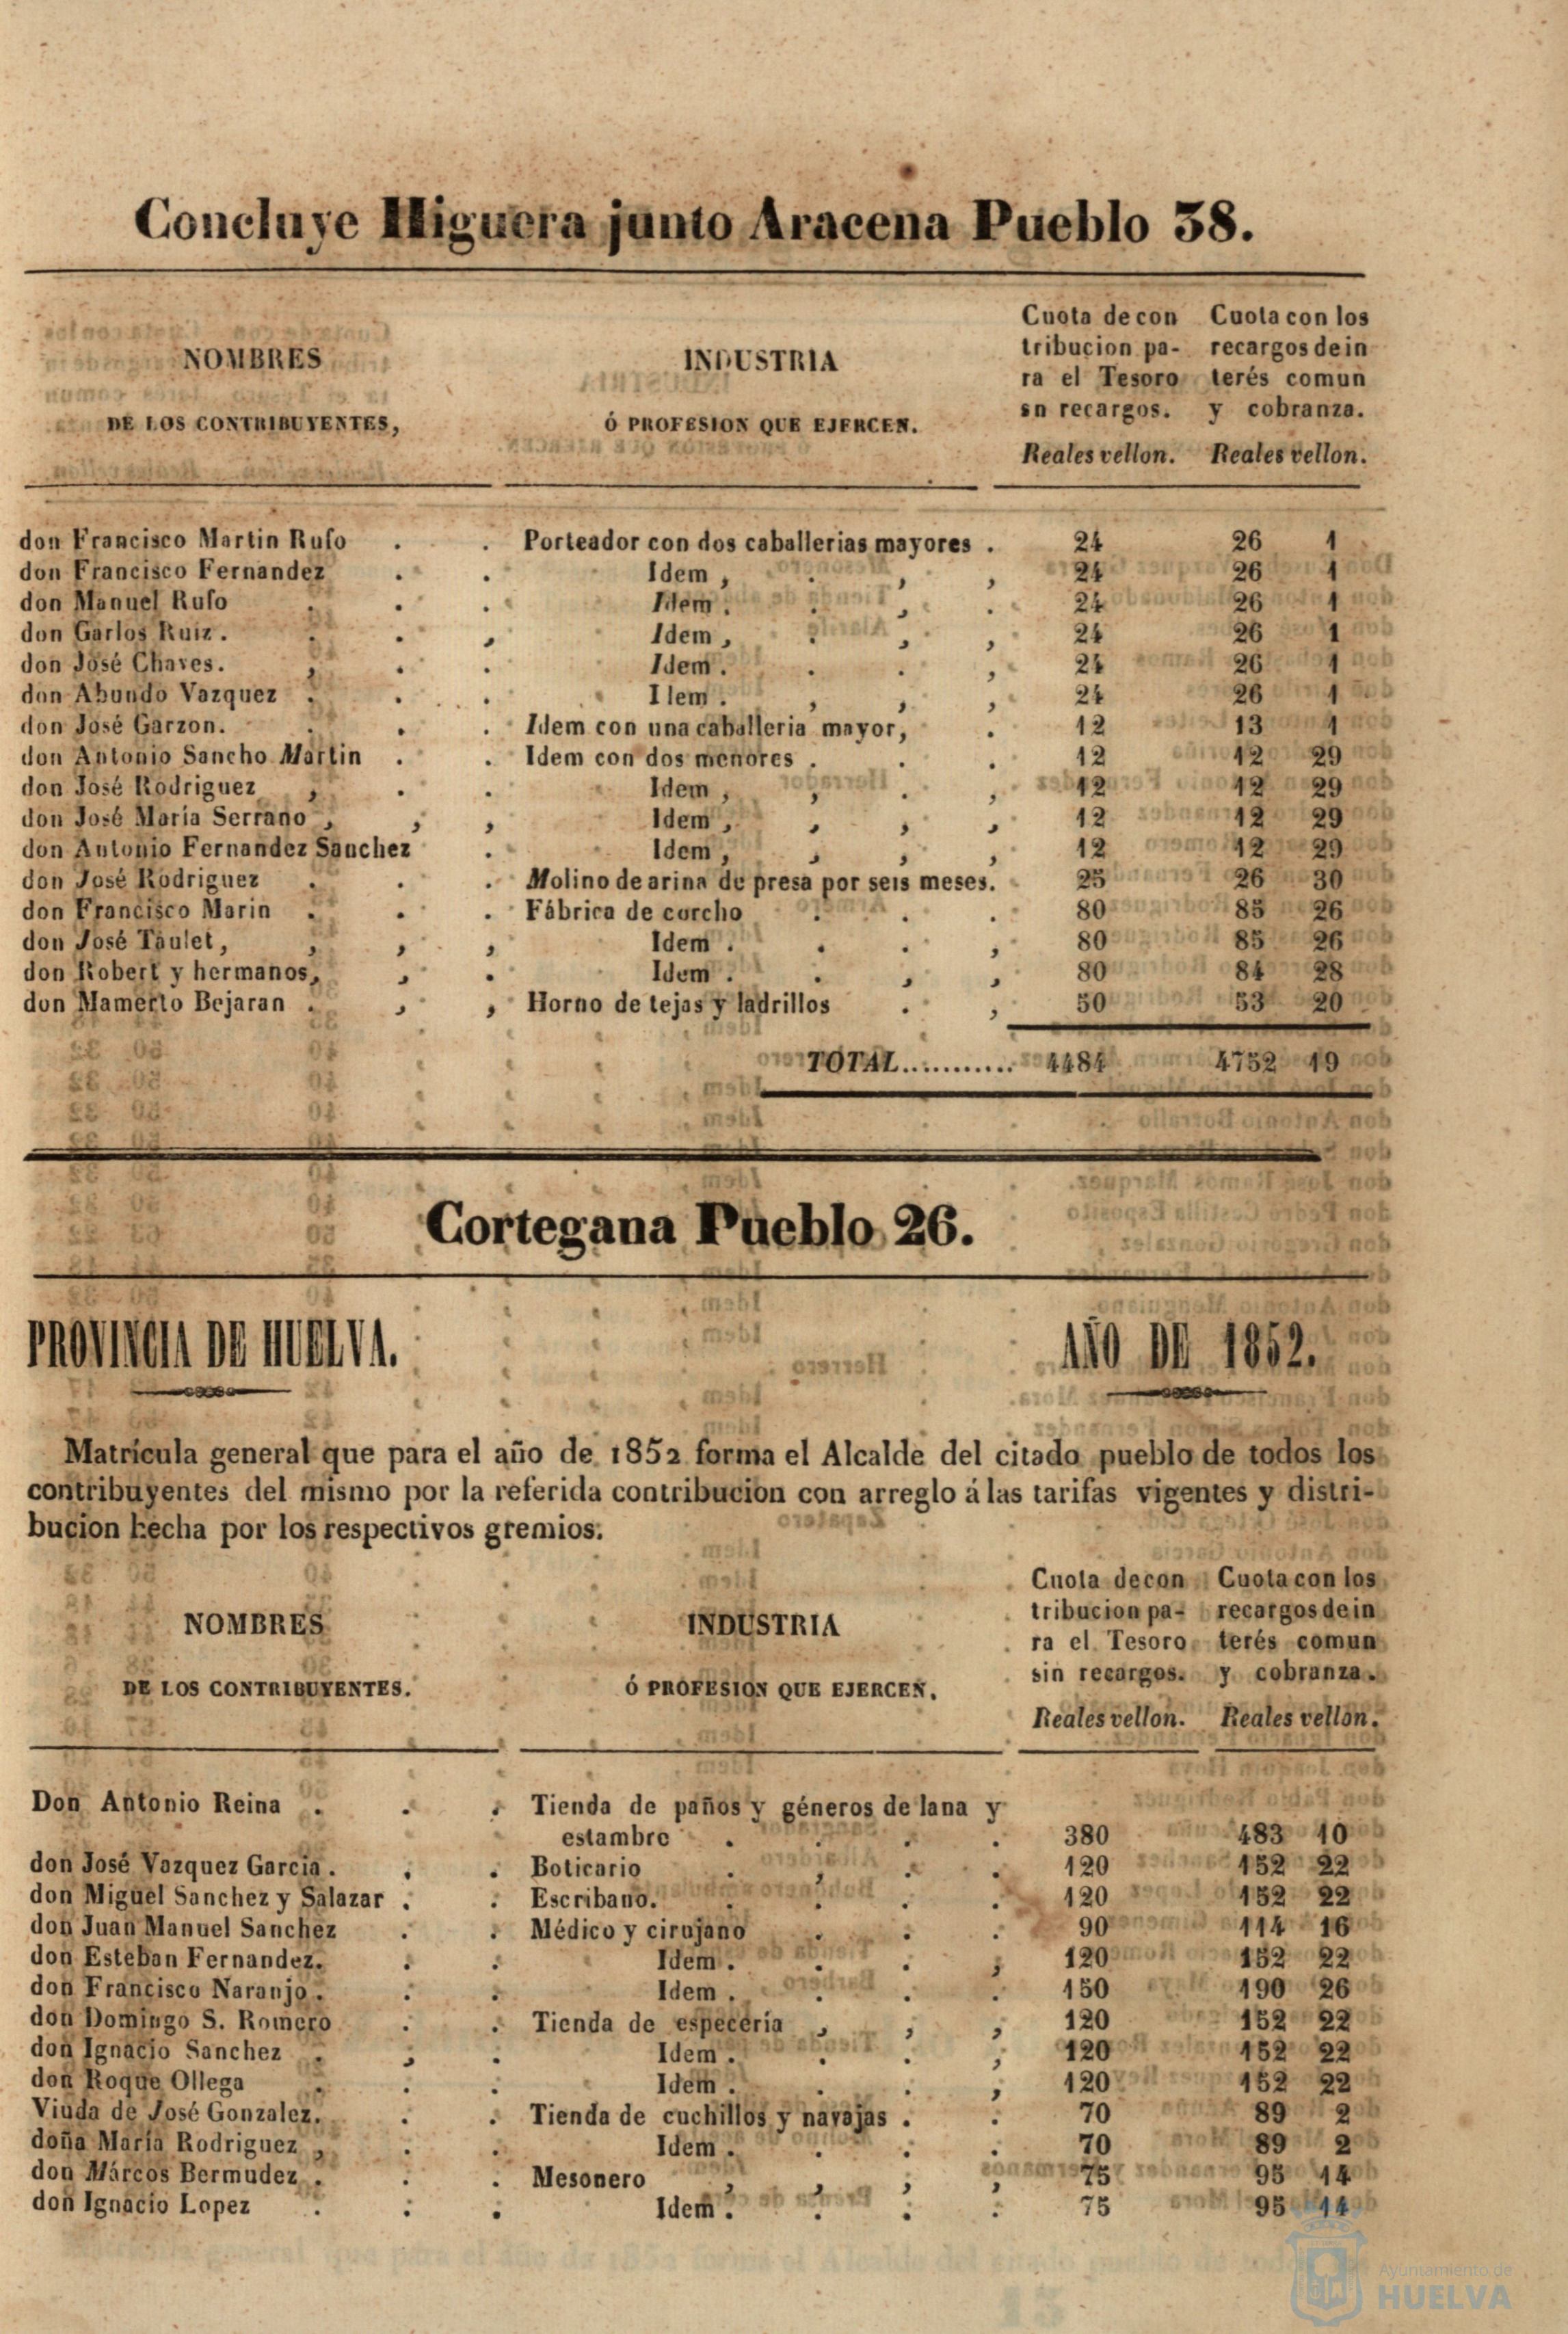 Concluye Higuera junto Aracena Pueblo 38.
NOMBRES
DE LOS CONTRIBUYENTES,
INDUSTRIA
Ó PROFESION QUE EJERCEN.
Cuota de con
tribucion pa-
ra el Tesoro
sn recargos.
Reales vellon.
Cuota con los
recargos de in
terés comun
y cobranza.
Reales vellon.
don Francisco Martin Rufo . . Porteador con dos caballerias mayores . 24 26 1
don Francisco Fernandez . . Idem , . , , 24 26 1
don Manuel Rufo . . . Idem . . , . 24 26 1
don Garlos Ruiz . . . , Idem , . , , 24 26 1
don José Chaves. , . . Idem . . . , 24 26 1
don Abundo Vazquez . . . Ilem . , , , 24 26 1
don José Garzon. . . . Idem con una caballeria mayor, . 12 13 1
don Antonio Sancho Martin . . Idem con dos menores . . . 12 12 29
don José Rodriguez , . . Idem , , . , 12 12 29
don José María Serrano , , , Idem , , , , 12 12 29
don Antonio Fernandez Sanchez . Idem , , , , 12 12 29
don José Rodriguez . . . Molino de arina de presa por seis meses. 25 26 30
don Francisco Marin . . . Fábrica de corcho . . . 80 85 26
don José Taulet, , , , Idem . . . , 80 85 26
don Robert y hermanos, , . Idem . . , , 80 84 28
don Mamerto Bejaran . , , Horno de tejas y ladrillos . , 50 53 20
TOTAL........... 4484 4752 19
Cortegana Pueblo 26.
PROVINCIA DE HUELVA.
AÑO DE 1852.
Matrícula general que para el año de 1852 forma el Alcalde del citado pueblo de todos los
contribuyentes del mismo por la referida contribucion con arreglo á las tarifas vigentes y distri-
bucion hecha por los respectivos gremios.
NOMBRES
DE LOS CONTRIBUYENTES.
INDUSTRIA
Ó PROFESION QUE EJERCEN.
Cuota de con
tribucion pa-
ra el Tesoro
sin recargos.
Reales vellon.
Cuota con los
recargos de in
terés comun
y cobranza.
Reales vellon.
Don Antonio Reina . . . Tienda de paños y géneros de lana y
estambre . . . . 380 483 10
don José Vazquez Garcia . . . Boticario . , . . 120 152 22
don Miguel Sanchez y Salazar . . Escribano. . . . . 120 152 22
don Juan Manuel Sanchez . . Médico y cirujano . . . 90 114 16
don Esteban Fernandez. . . Idem . . . , 120 152 22
don Francisco Naranjo . . . Idem . . . . 150 190 26
don Domingo S. Romero . . Tienda de especería , , , 120 152 22
don Ignacio Sanchez . , . Idem . . . , 120 152 22
don Roque Ollega . . . Idem . . . , 120 152 22
Viuda de José Gonzalez. . . Tienda de cuchillos y navajas . . 70 89 2
doña María Rodriguez , . . Idem . . . . 70 89 2
don Márcos Bermudez . . . Mesonero , , , , 75 95 14
don Ignacio Lopez . . . Idem . . . . 75 95 14
Ayuntamiento de
HUELVA